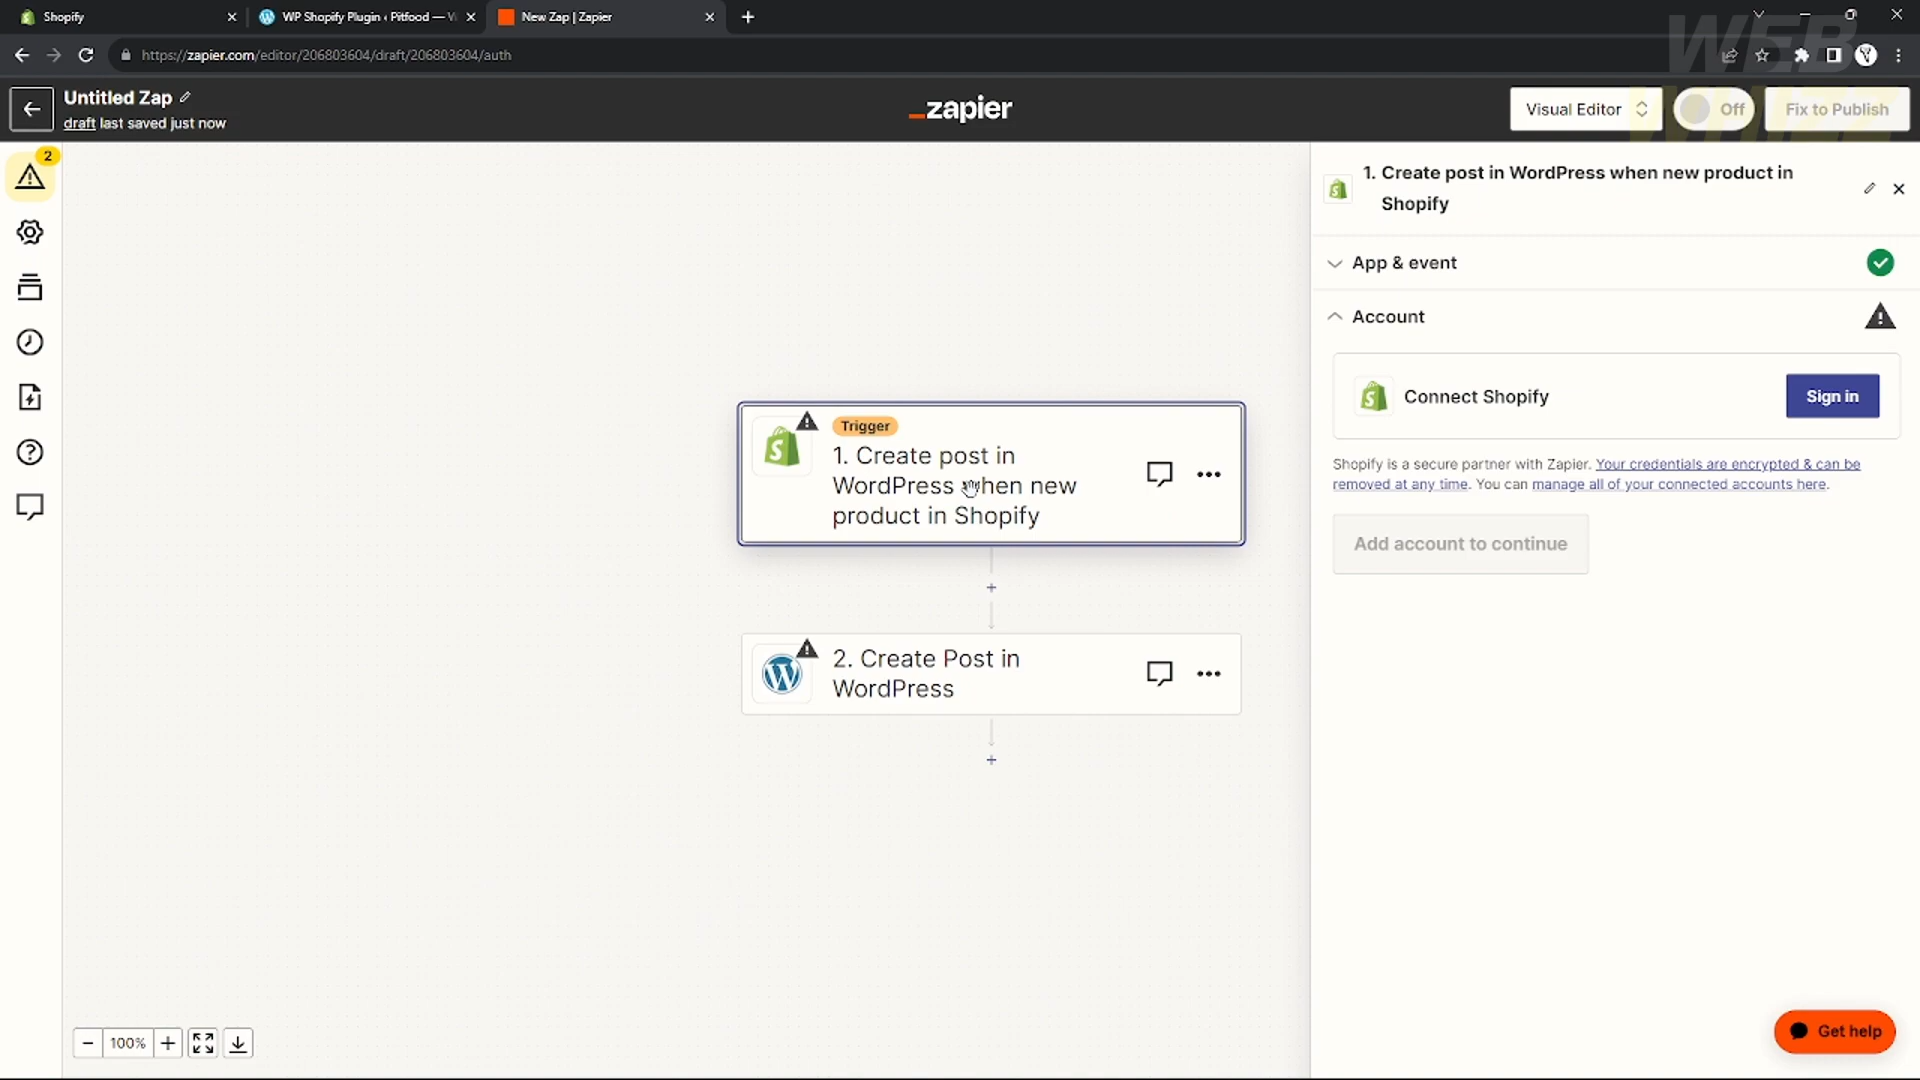 Shopify
WP Shopify Plugin ‹ Pitfood — W
New Zap | Zapier
https://zapier.com/editor/206803604/draft/206803604/auth
WEB
WHIZZ
Untitled Zap
draft last saved just now
zapier
Visual Editor
Off
Fix to Publish
2
1. Create post in WordPress when new product in
Shopify
App & event
Account
Connect Shopify
Sign in
Shopify is a secure partner with Zapier. Your credentials are encrypted & can be
removed at any time. You can manage all of your connected accounts here.
Add account to continue
Trigger
1. Create post in
WordPress when new
product in Shopify
2. Create Post in
WordPress
100%
Get help